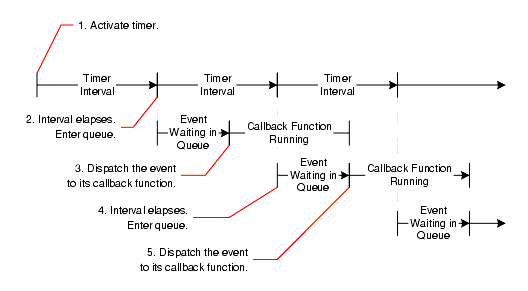 1. Activate timer.
Timer
Interval
Timer
Interval
Timer
Interval
2. Interval elapses.
Enter queue.
Event
Waiting in
Queue
Callback Function
Running
3. Dispatch the event
to its callback function.
Event
Waiting in
Queue
Callback Function
Running
4. Interval elapses.
Enter queue.
Event
Waiting in
Queue
5. Dispatch the event
to its callback function.